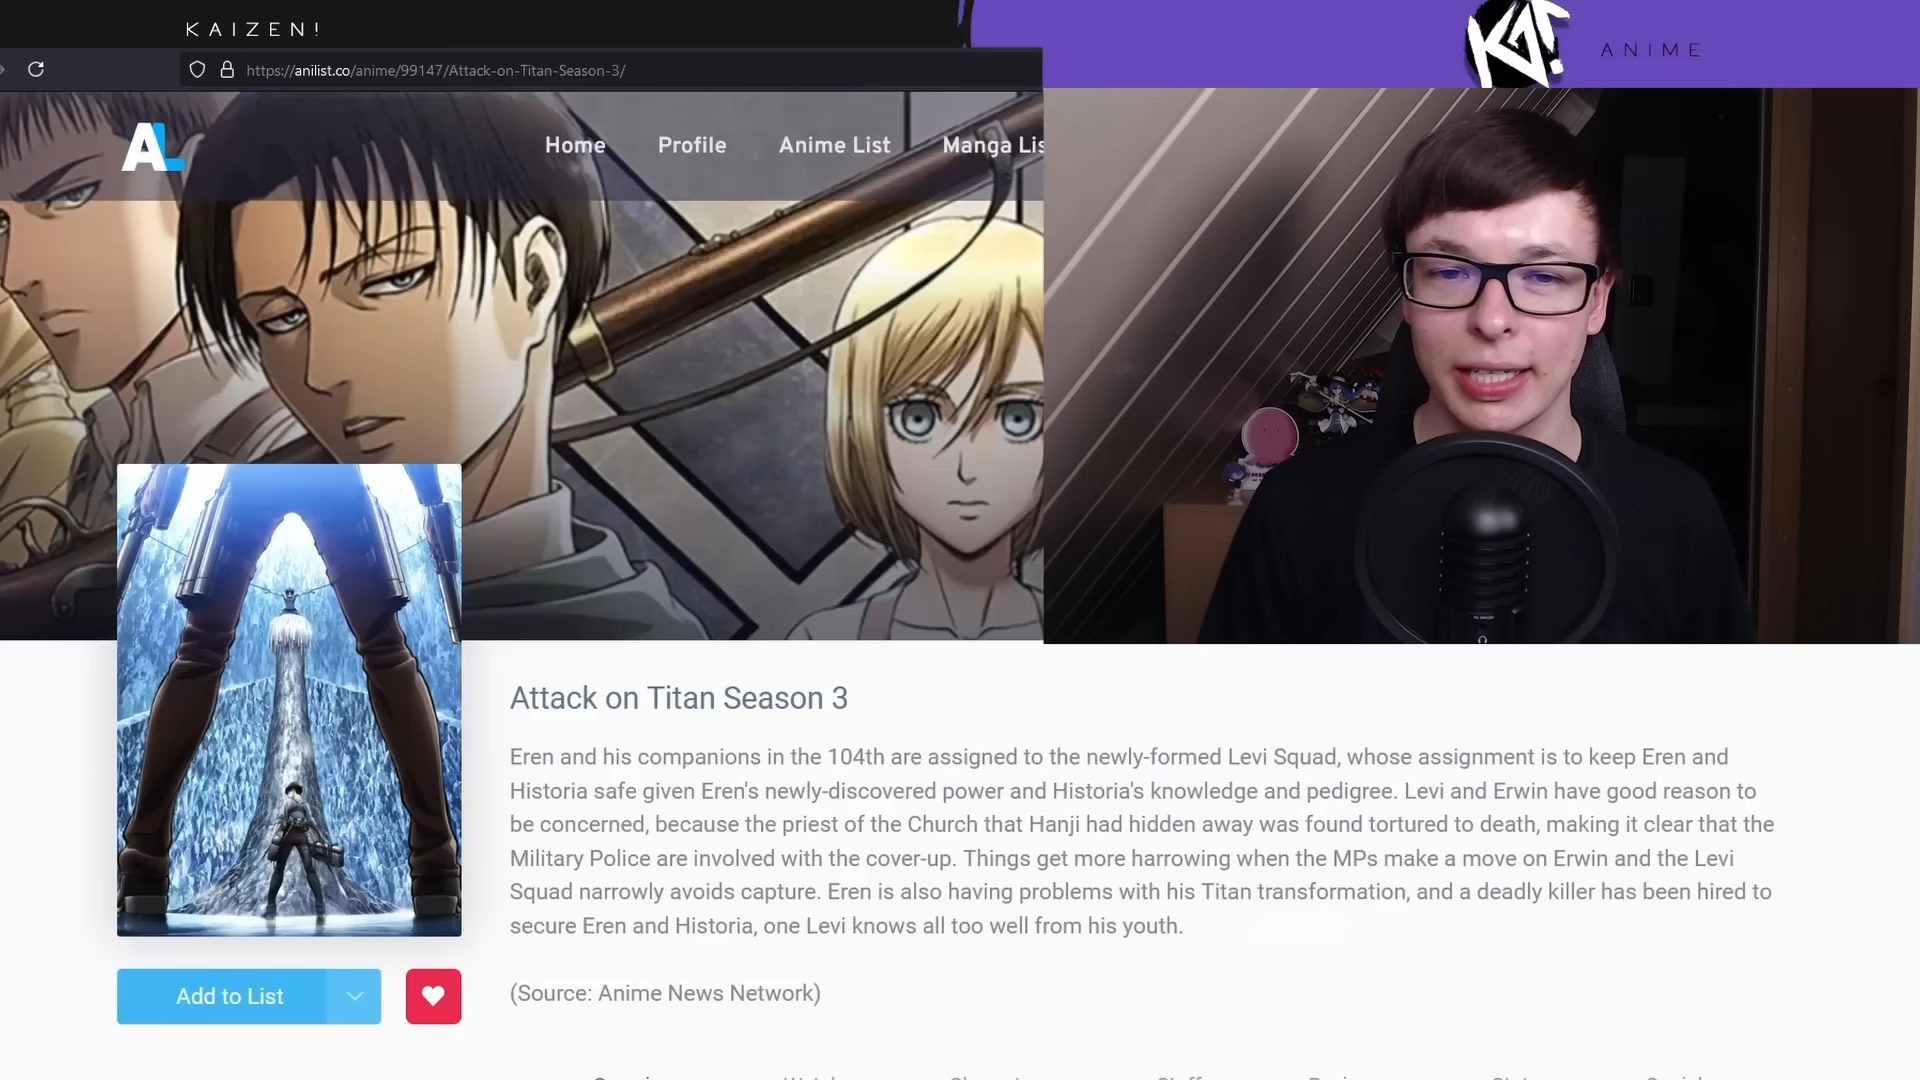 KAIZEN!
ANIME
https://anilist.co/anime/99147/Attack-on-Titan-Season-3/
AL
Home Profile Anime List Manga Lis
Attack on Titan Season 3
Eren and his companions in the 104th are assigned to the newly-formed Levi Squad, whose assignment is to keep Eren and
Historia safe given Eren's newly-discovered power and Historia's knowledge and pedigree. Levi and Erwin have good reason to
be concerned, because the priest of the Church that Hanji had hidden away was found tortured to death, making it clear that the
Military Police are involved with the cover-up. Things get more harrowing when the MPs make a move on Erwin and the Levi
Squad narrowly avoids capture. Eren is also having problems with his Titan transformation, and a deadly killer has been hired to
secure Eren and Historia, one Levi knows all too well from his youth.
(Source: Anime News Network)
Add to List